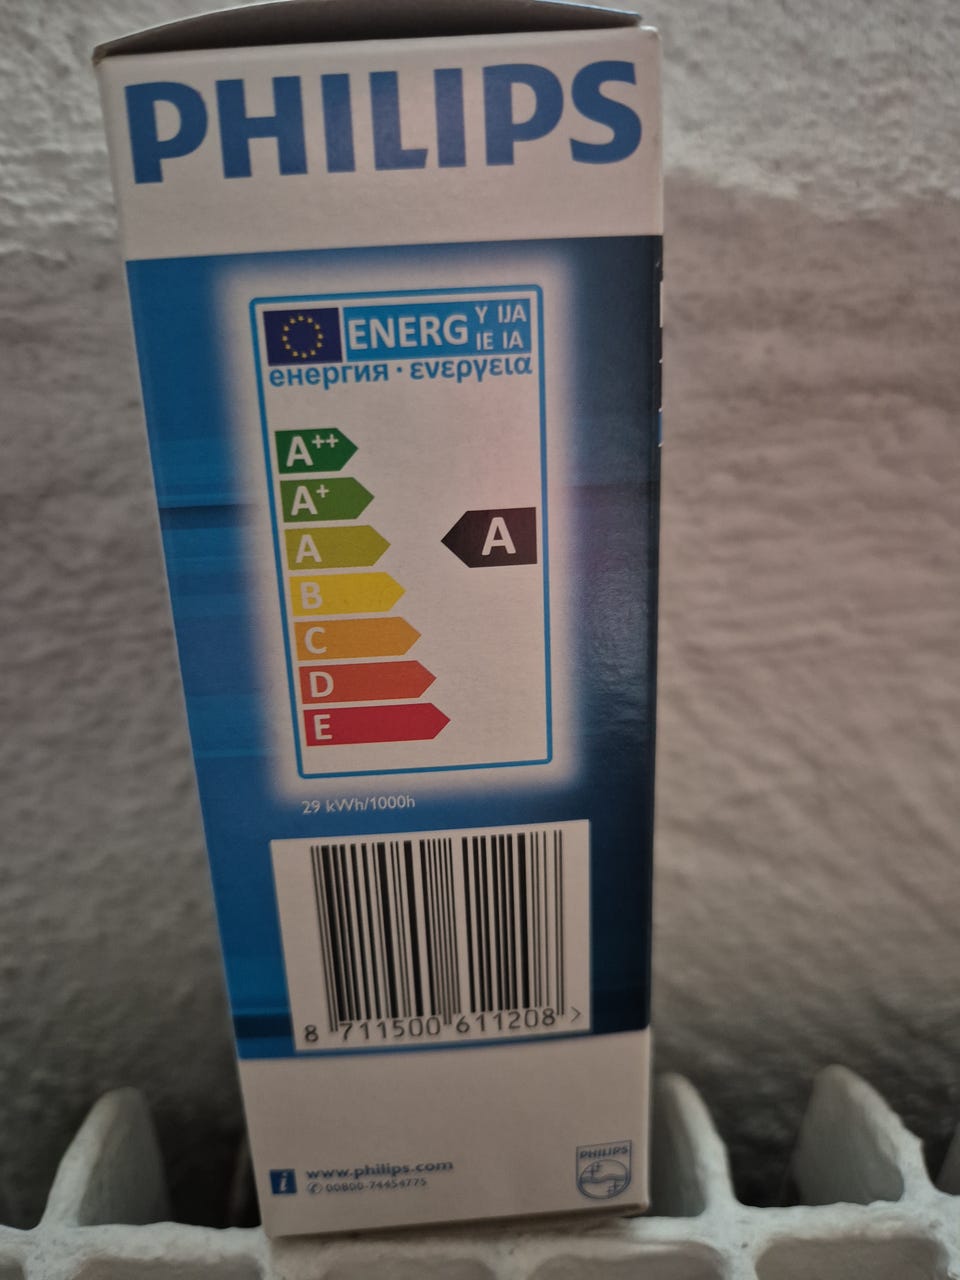 PHILIPS
ENERG Y IJA
IE IA
енергия · ενεργεια
A++
A+
A
A
B
C
D
E
29 kWh/1000h
8 711500 611208 >
i www.philips.com
✆ 00800-74454775
PHILIPS